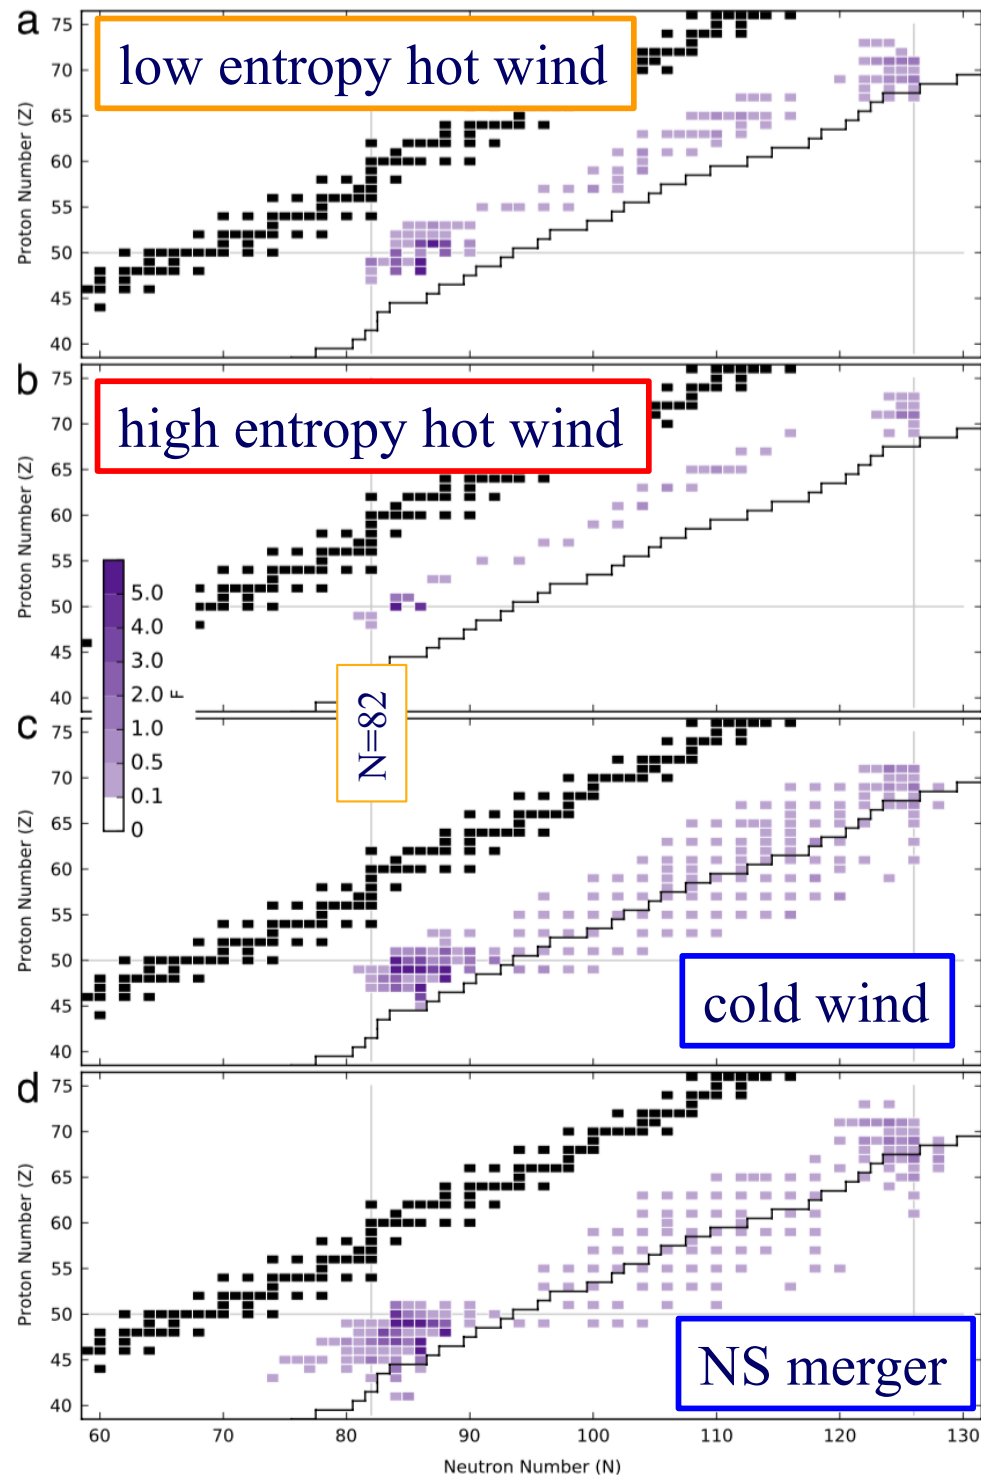 a
75
70
65
60
55
50
45
40
Proton Number (Z)
low entropy hot wind
b
75
70
65
60
55
50
45
40
Proton Number (Z)
high entropy hot wind
5.0
4.0
3.0
2.0
1.0
0.5
0.1
0
F
N=82
c
75
70
65
60
55
50
45
40
Proton Number (Z)
cold wind
d
75
70
65
60
55
50
45
40
Proton Number (Z)
NS merger
60 70 80 90 100 110 120 130
Neutron Number (N)